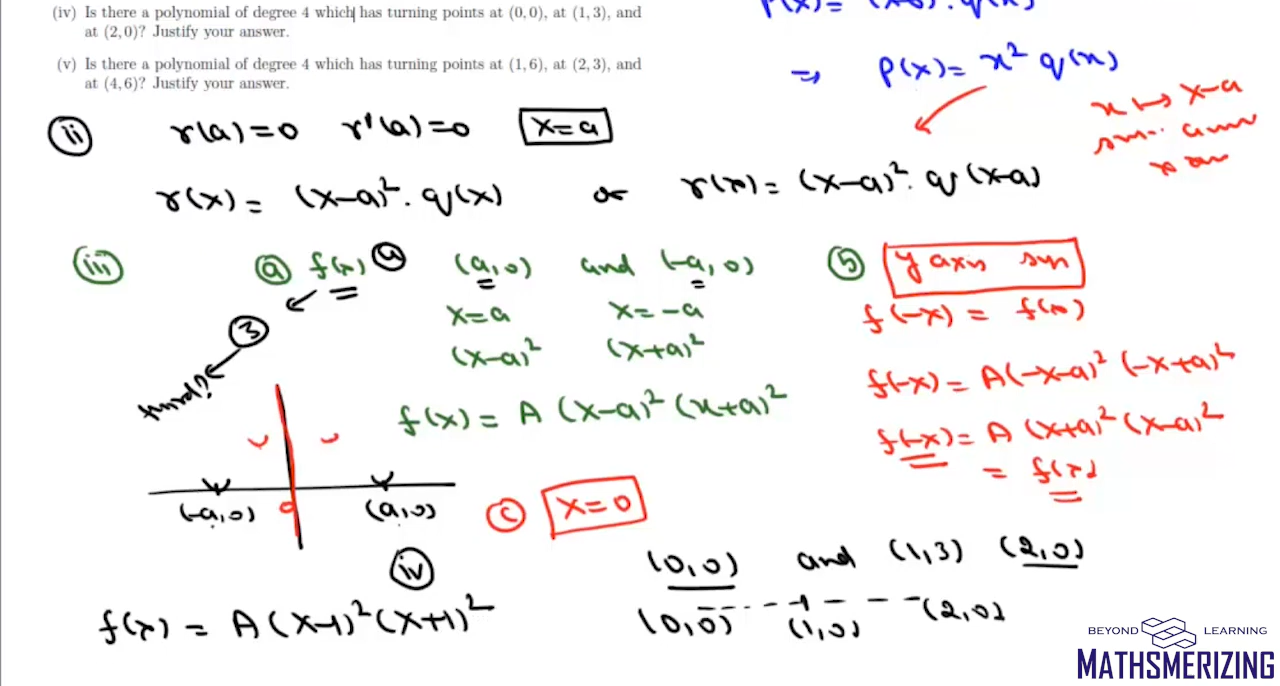 (iv) Is there a polynomial of degree 4 which has turning points at (0, 0), at (1, 3), and
at (2, 0)? Justify your answer.
(v) Is there a polynomial of degree 4 which has turning points at (1, 6), at (2, 3), and
at (4, 6)? Justify your answer.
⇒ P(x) = x² q(x)
x ↦ x-a
(ii) r(a)=0 r'(a)=0 x=a
r(x) = (x-a)². q(x) or r(x) = (x-a)². q(x-a)
(iii) (a) f(x) (4) (a,0) and (-a,0)
x=a x=-a
(x-a)² (x+a)²
(3)
f(x) = A (x-a)² (x+a)²
(b) y axis sym
f(-x) = f(x)
f(-x) = A(-x-a)² (-x+a)²
f(-x) = A (x+a)² (x-a)²
= f(x)
(-a,0) 0 (a,0)
(c) x=0
(iv) (0,0) and (1,3) (2,0)
f(x) = A(x-1)²(x+1)²
(0,0) (1,0) (2,0)
BEYOND LEARNING
MATHSMERIZING